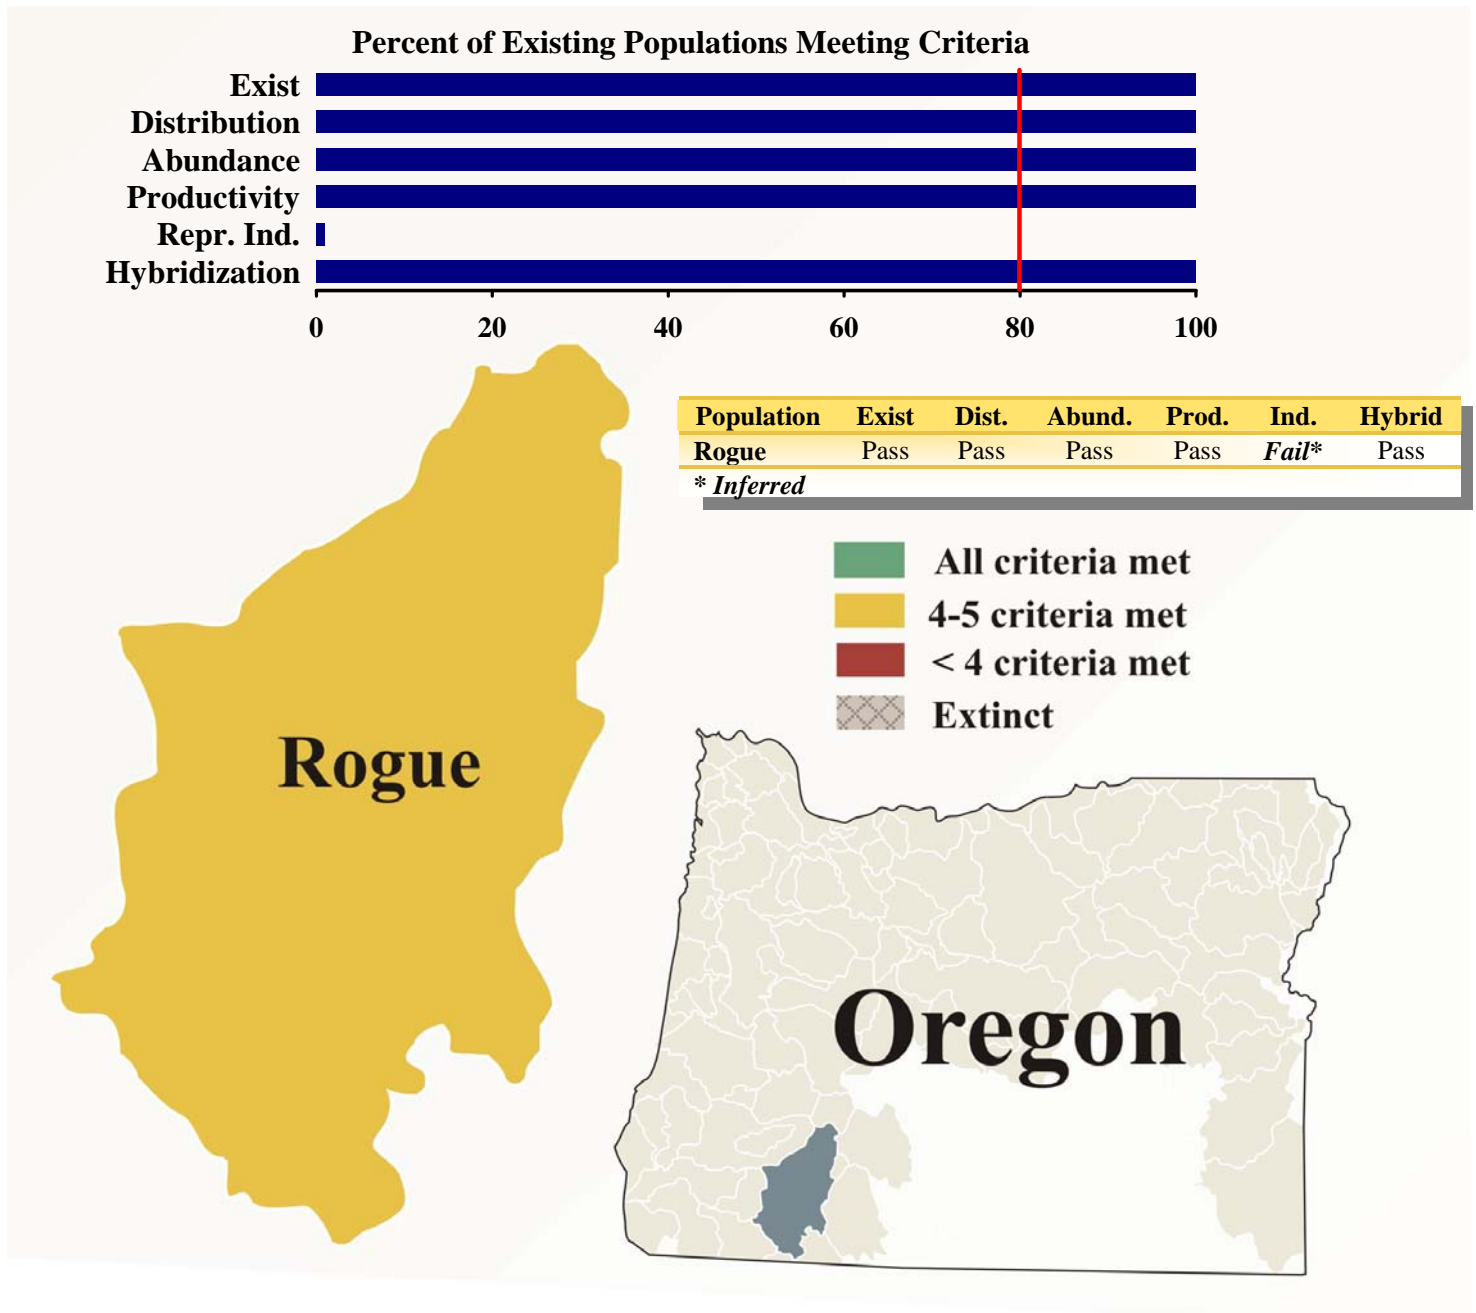 Percent of Existing Populations Meeting Criteria
Exist
Distribution
Abundance
Productivity
Repr. Ind.
Hybridization
0 20 40 60 80 100
Population Exist Dist. Abund. Prod. Ind. Hybrid
Rogue Pass Pass Pass Pass Fail* Pass
* Inferred
All criteria met
4-5 criteria met
< 4 criteria met
Extinct
Rogue
Oregon